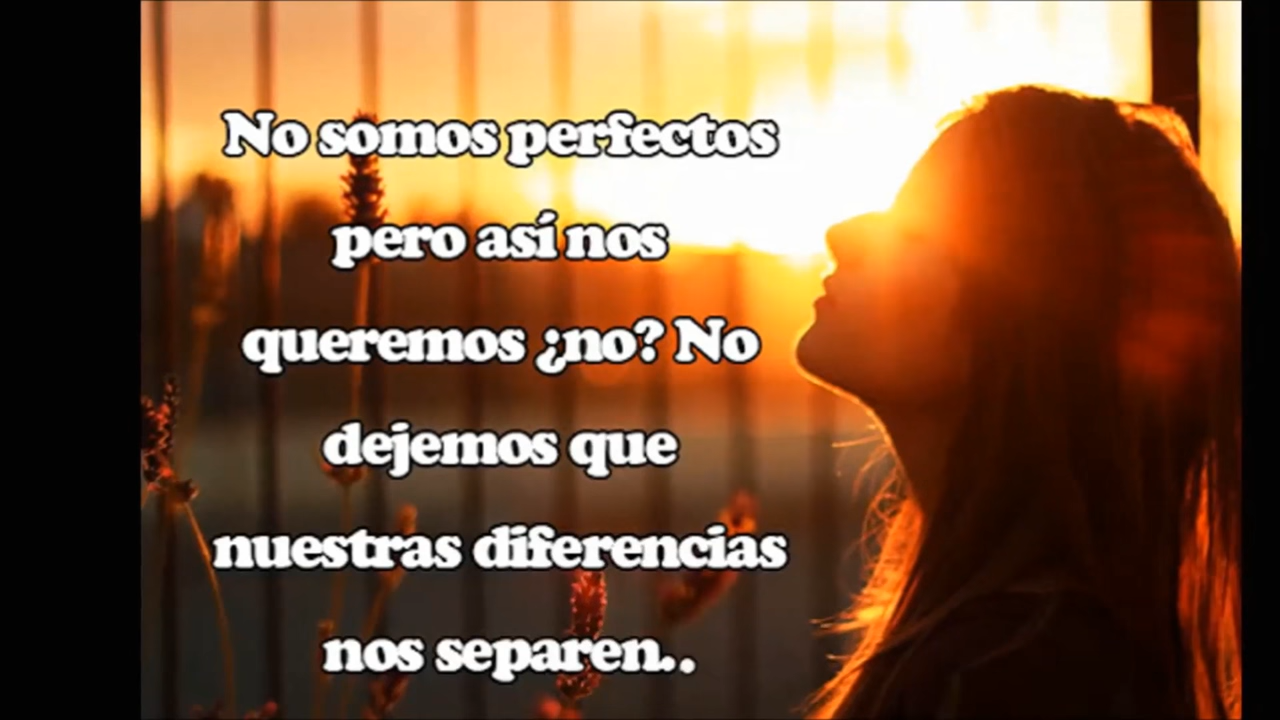 No somos perfectos
pero así nos
queremos ¿no? No
dejemos que
nuestras diferencias
nos separen..